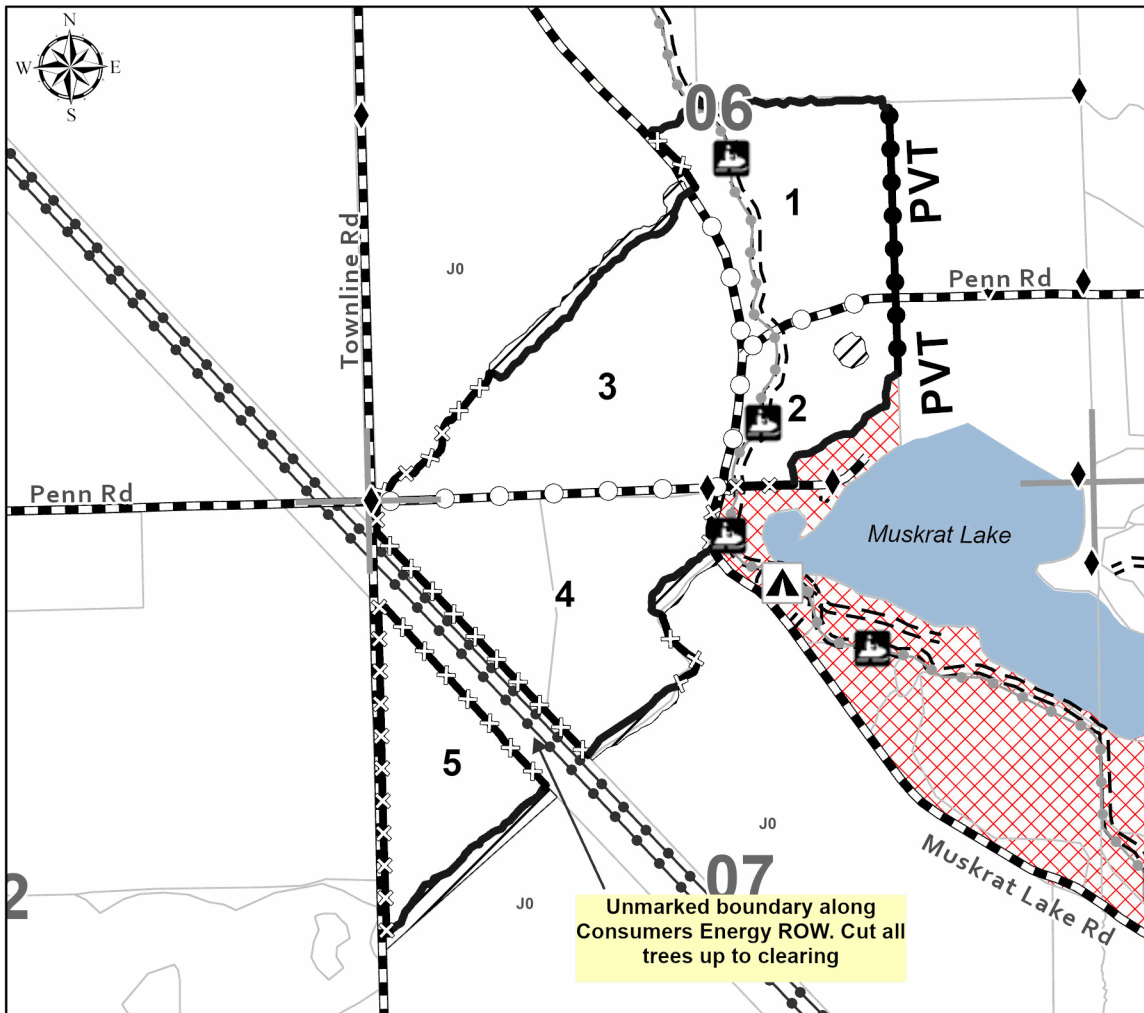 N
W
E
S
06
1
PVT
Townline Rd
J0
Penn Rd
3
PVT
2
Penn Rd
Muskrat Lake
4
5
J0
07
2
J0
Muskrat Lake Rd
Unmarked boundary along
Consumers Energy ROW. Cut all
trees up to clearing